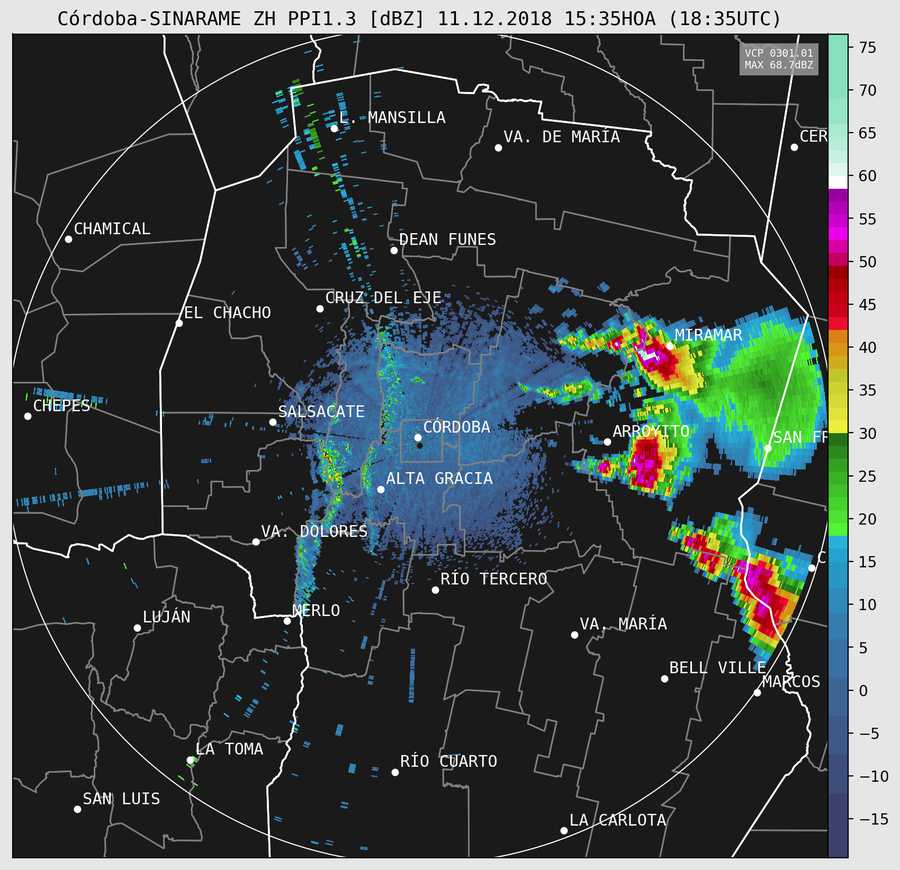 Córdoba-SINARAME ZH PPI1.3 [dBZ] 11.12.2018 15:35HOA (18:35UTC)
VCP 0301.01
MAX 68.7dBZ
75
70
65
60
55
50
45
40
35
30
25
20
15
10
5
0
−5
−10
−15
L. MANSILLA
VA. DE MARÍA
CER
CHAMICAL
DEAN FUNES
CRUZ DEL EJE
EL CHACHO
MIRAMAR
CHEPES
SALSACATE
CÓRDOBA
ARROYITO
SAN FR
ALTA GRACIA
VA. DOLORES
C
RÍO TERCERO
MERLO
LUJÁN
VA. MARÍA
BELL VILLE
MARCOS
LA TOMA
RÍO CUARTO
SAN LUIS
LA CARLOTA